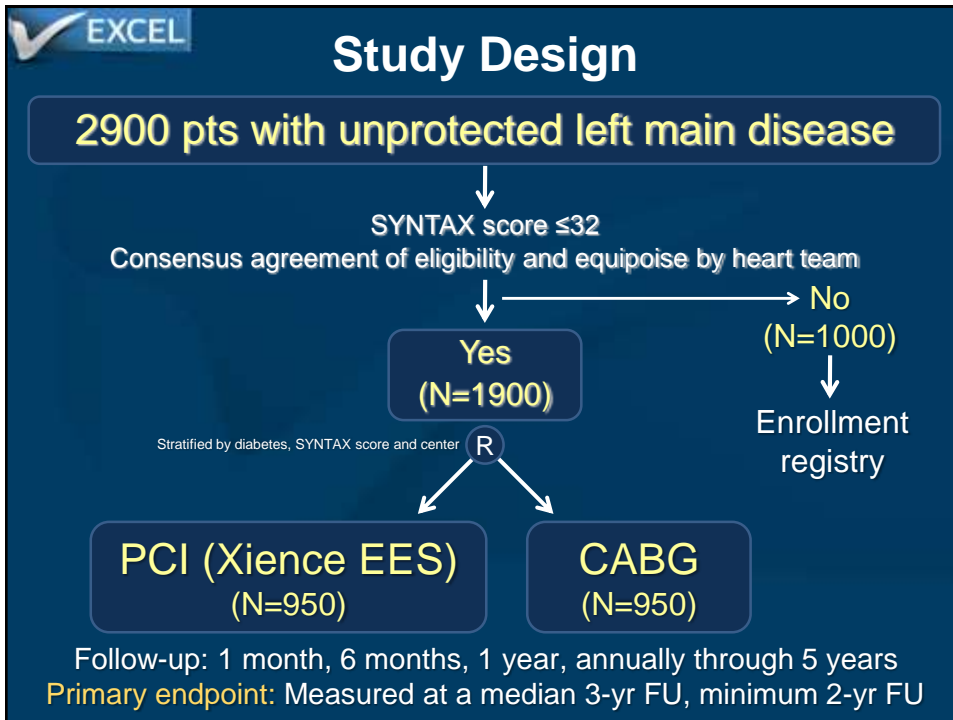 EXCEL
Study Design
2900 pts with unprotected left main disease
SYNTAX score ≤32
Consensus agreement of eligibility and equipoise by heart team
No
(N=1000)
Yes
(N=1900)
Enrollment
registry
Stratified by diabetes, SYNTAX score and center
R
PCI (Xience EES)
(N=950)
CABG
(N=950)
Follow-up: 1 month, 6 months, 1 year, annually through 5 years
Primary endpoint: Measured at a median 3-yr FU, minimum 2-yr FU